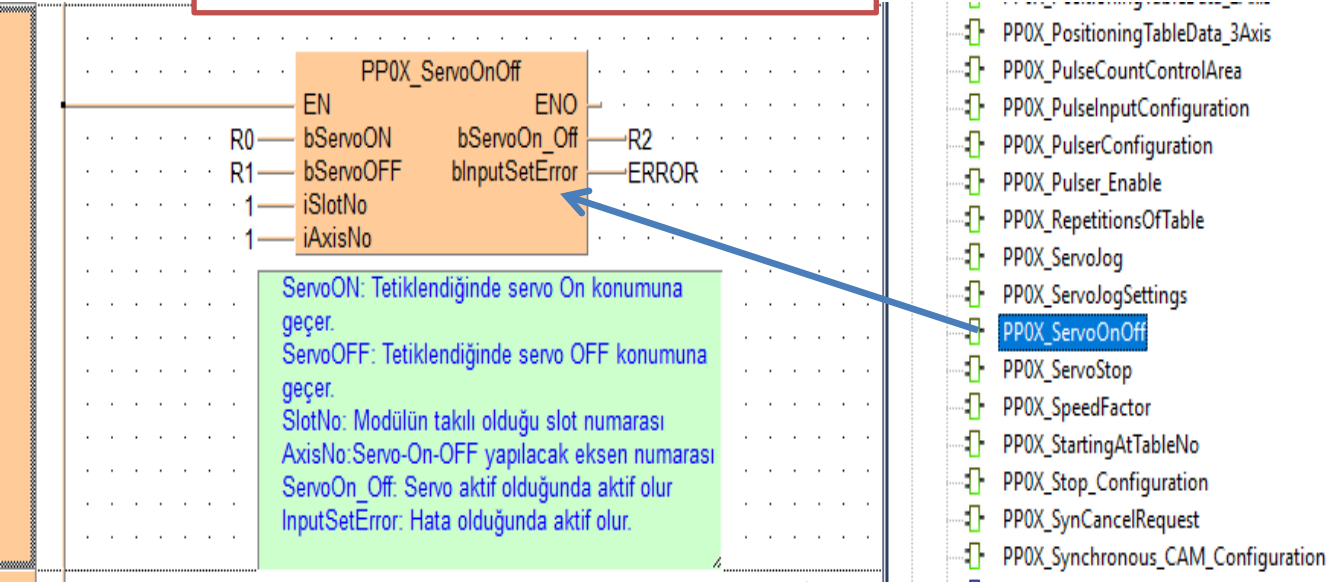 PP0X_ServoOnOff
EN ENO
R0 bServoON bServoOn_Off R2
R1 bServoOFF bInputSetError ERROR
1 iSlotNo
1 iAxisNo
ServoON: Tetiklendiğinde servo On konumuna
geçer.
ServoOFF: Tetiklendiğinde servo OFF konumuna
geçer.
SlotNo: Modülün takılı olduğu slot numarası
AxisNo:Servo-On-OFF yapılacak eksen numarası
ServoOn_Off: Servo aktif olduğunda aktif olur
InputSetError: Hata olduğunda aktif olur.
PP0X_PositioningTableData_3Axis
PP0X_PulseCountControlArea
PP0X_PulseInputConfiguration
PP0X_PulserConfiguration
PP0X_Pulser_Enable
PP0X_RepetitionsOfTable
PP0X_ServoJog
PP0X_ServoJogSettings
PP0X_ServoOnOff
PP0X_ServoStop
PP0X_SpeedFactor
PP0X_StartingAtTableNo
PP0X_Stop_Configuration
PP0X_SynCancelRequest
PP0X_Synchronous_CAM_Configuration